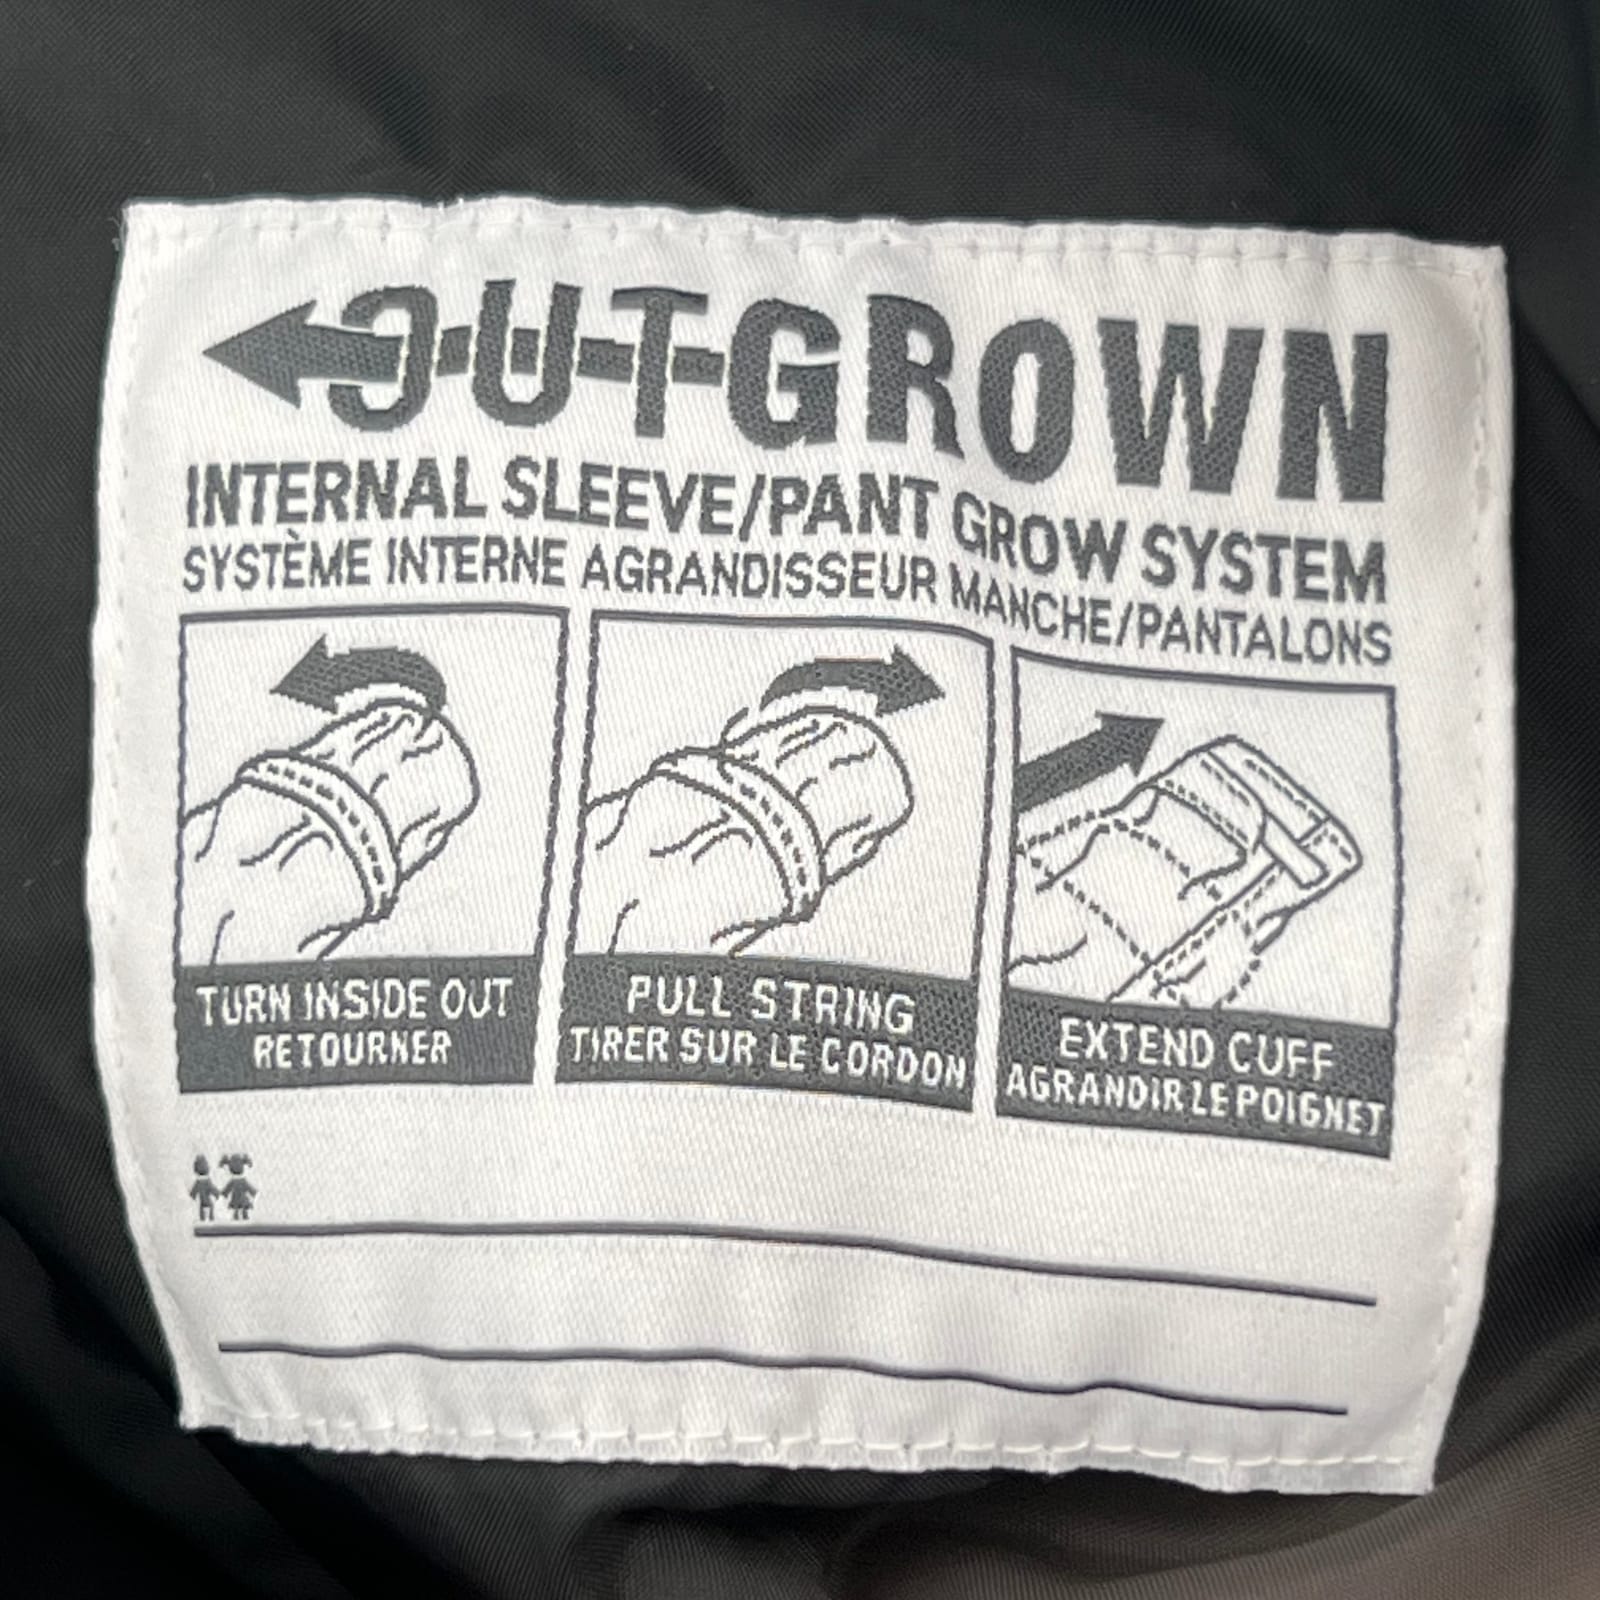 OUTGROWN
INTERNAL SLEEVE/PANT GROW SYSTEM
SYSTÈME INTERNE AGRANDISSEUR MANCHE/PANTALONS
TURN INSIDE OUT
RETOURNER
PULL STRING
TIRER SUR LE CORDON
EXTEND CUFF
AGRANDIR LE POIGNET